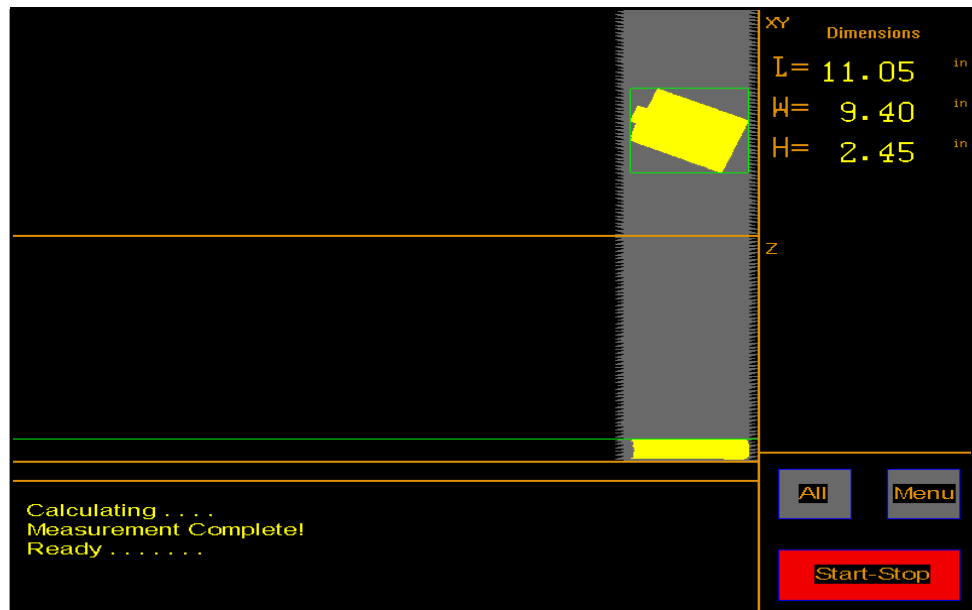 XY
Dimensions
L= 11.05 in
W= 9.40 in
H= 2.45 in
Z
All
Menu
Calculating . . . .
Measurement Complete!
Ready . . . . . . .
Start-Stop